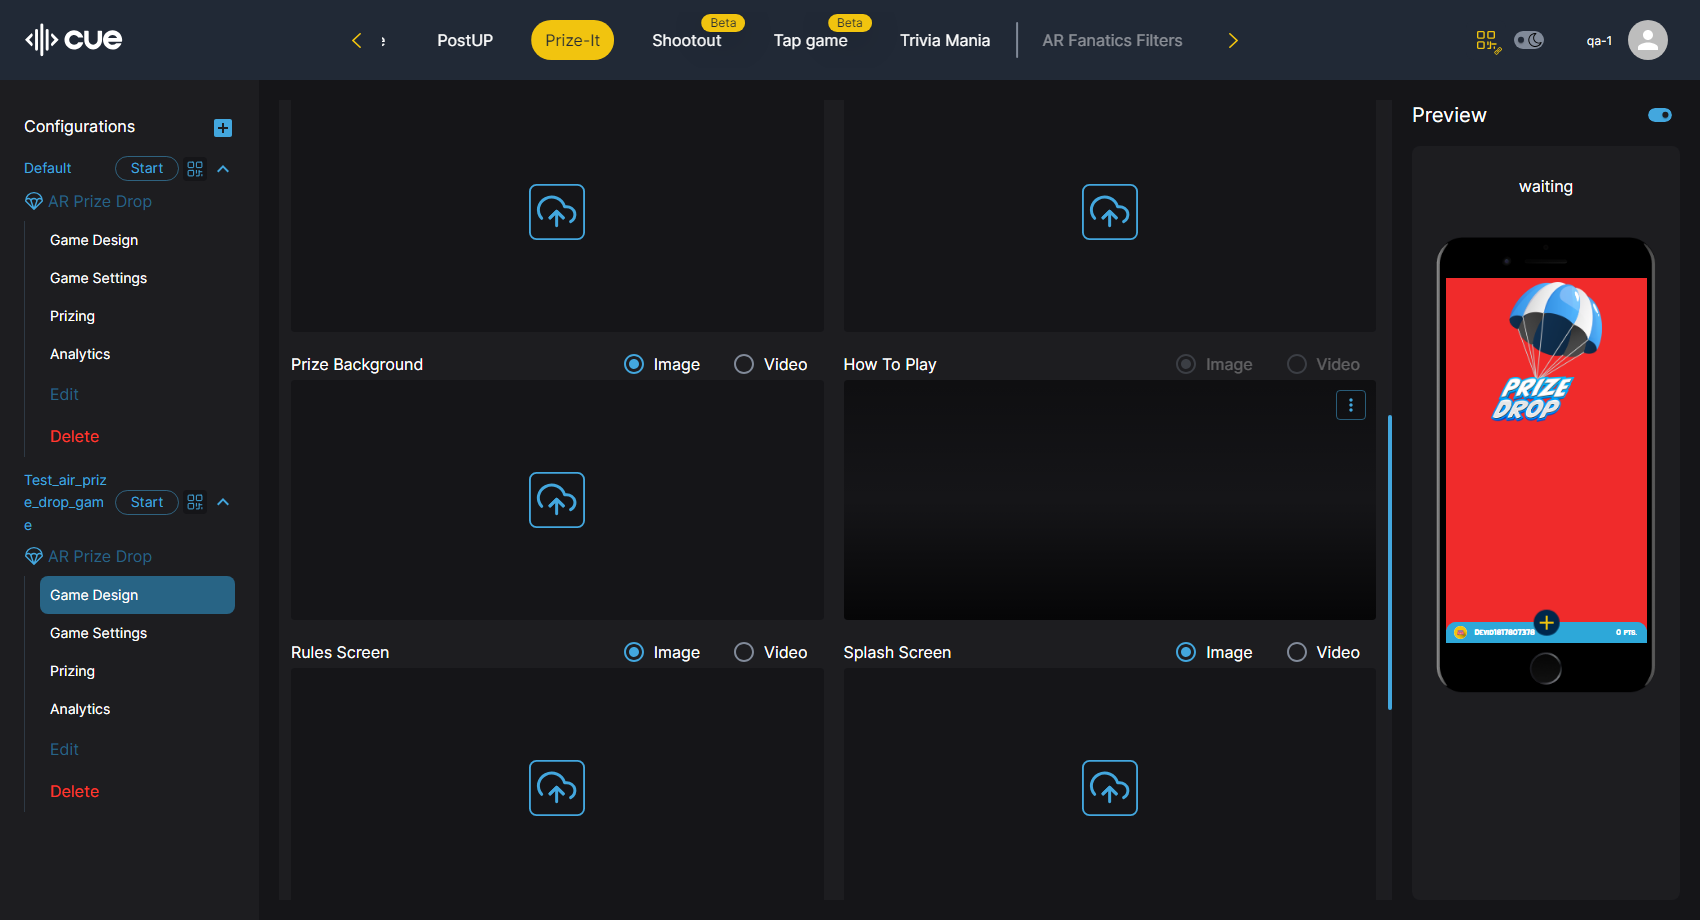 cue
e
PostUP
Prize-It
Shootout
Beta
Tap game
Beta
Trivia Mania
AR Fanatics Filters
qa-1
Configurations
Default
Start
AR Prize Drop
Game Design
Game Settings
Prizing
Analytics
Edit
Delete
Test_air_priz
e_drop_gam
e
Start
AR Prize Drop
Game Design
Game Settings
Prizing
Analytics
Edit
Delete
Prize Background
Image
Video
How To Play
Image
Video
Rules Screen
Image
Video
Splash Screen
Image
Video
Preview
waiting
PRIZE
DROP
0 PTS.